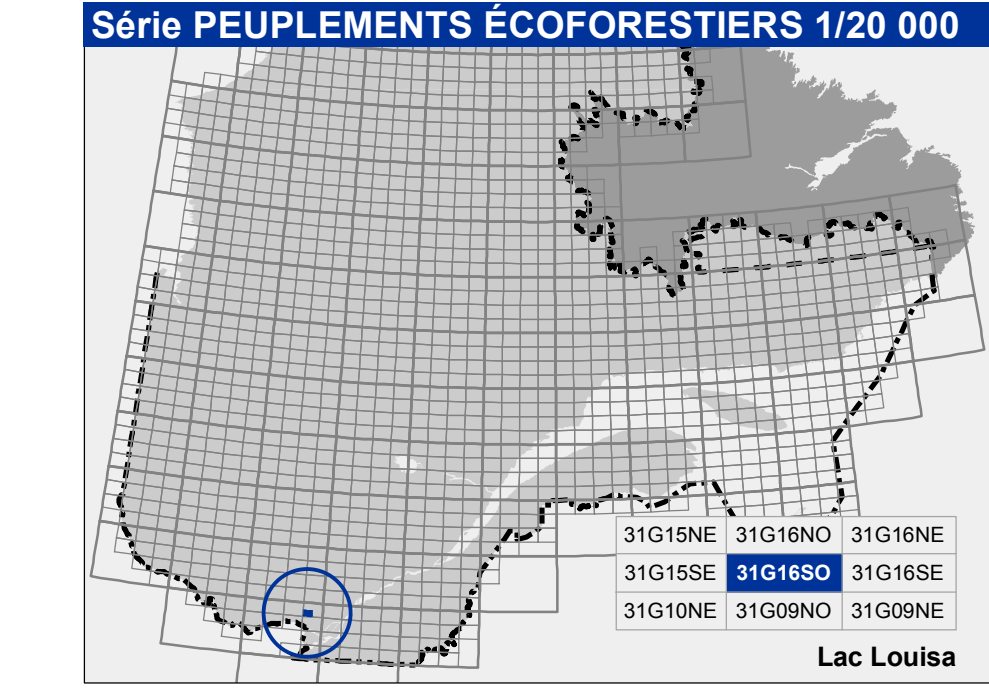 Série PEUPLEMENTS ÉCOFORESTIERS 1/20 000
31G15NE 31G16NO 31G16NE
31G15SE 31G16SO 31G16SE
31G10NE 31G09NO 31G09NE
Lac Louisa